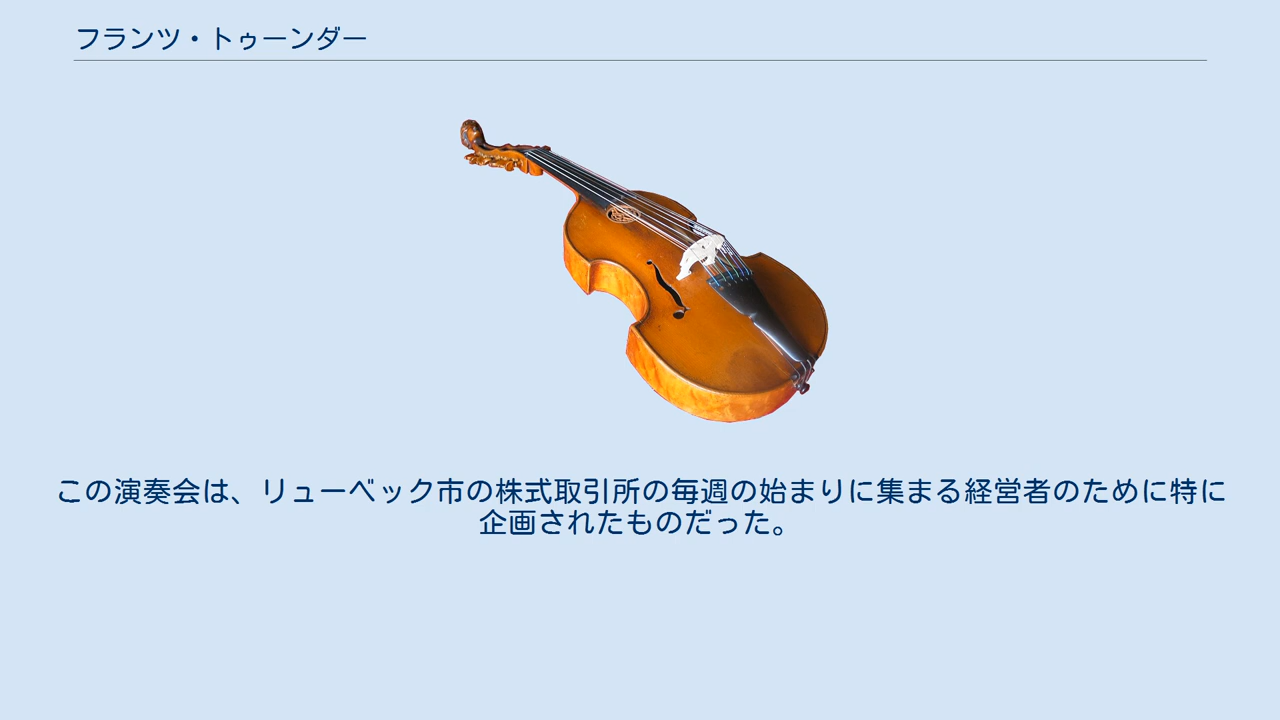 フランツ・トゥーンダー
この演奏会は、リューベック市の株式取引所の毎週の始まりに集まる経営者のために特に
企画されたものだった。